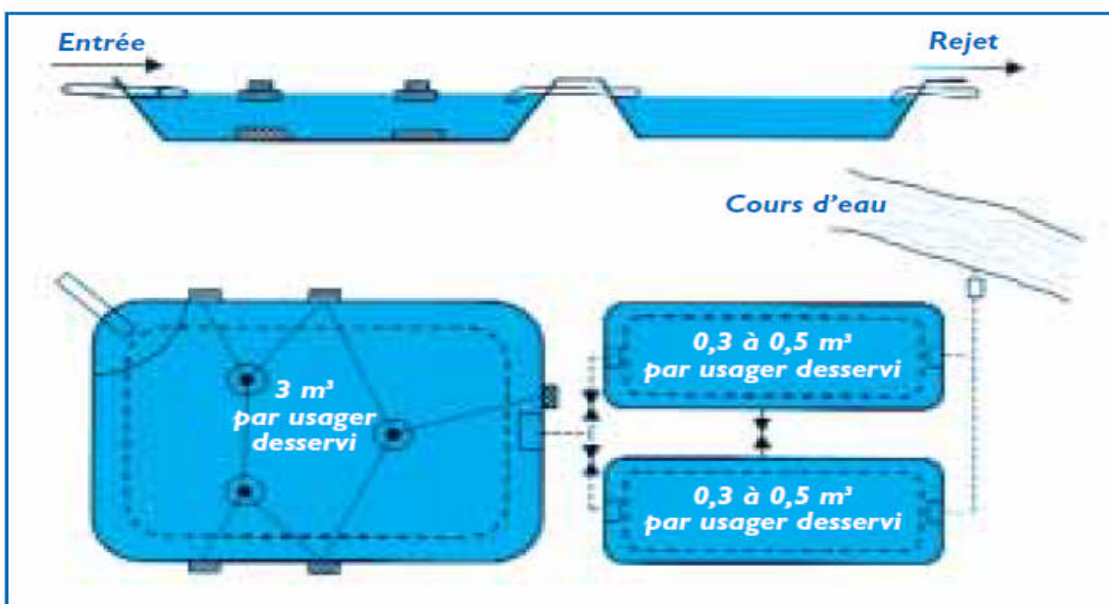 Entrée
Rejet
Cours d'eau
3 m³
par usager
desservi
0,3 à 0,5 m³
par usager desservi
0,3 à 0,5 m³
par usager desservi